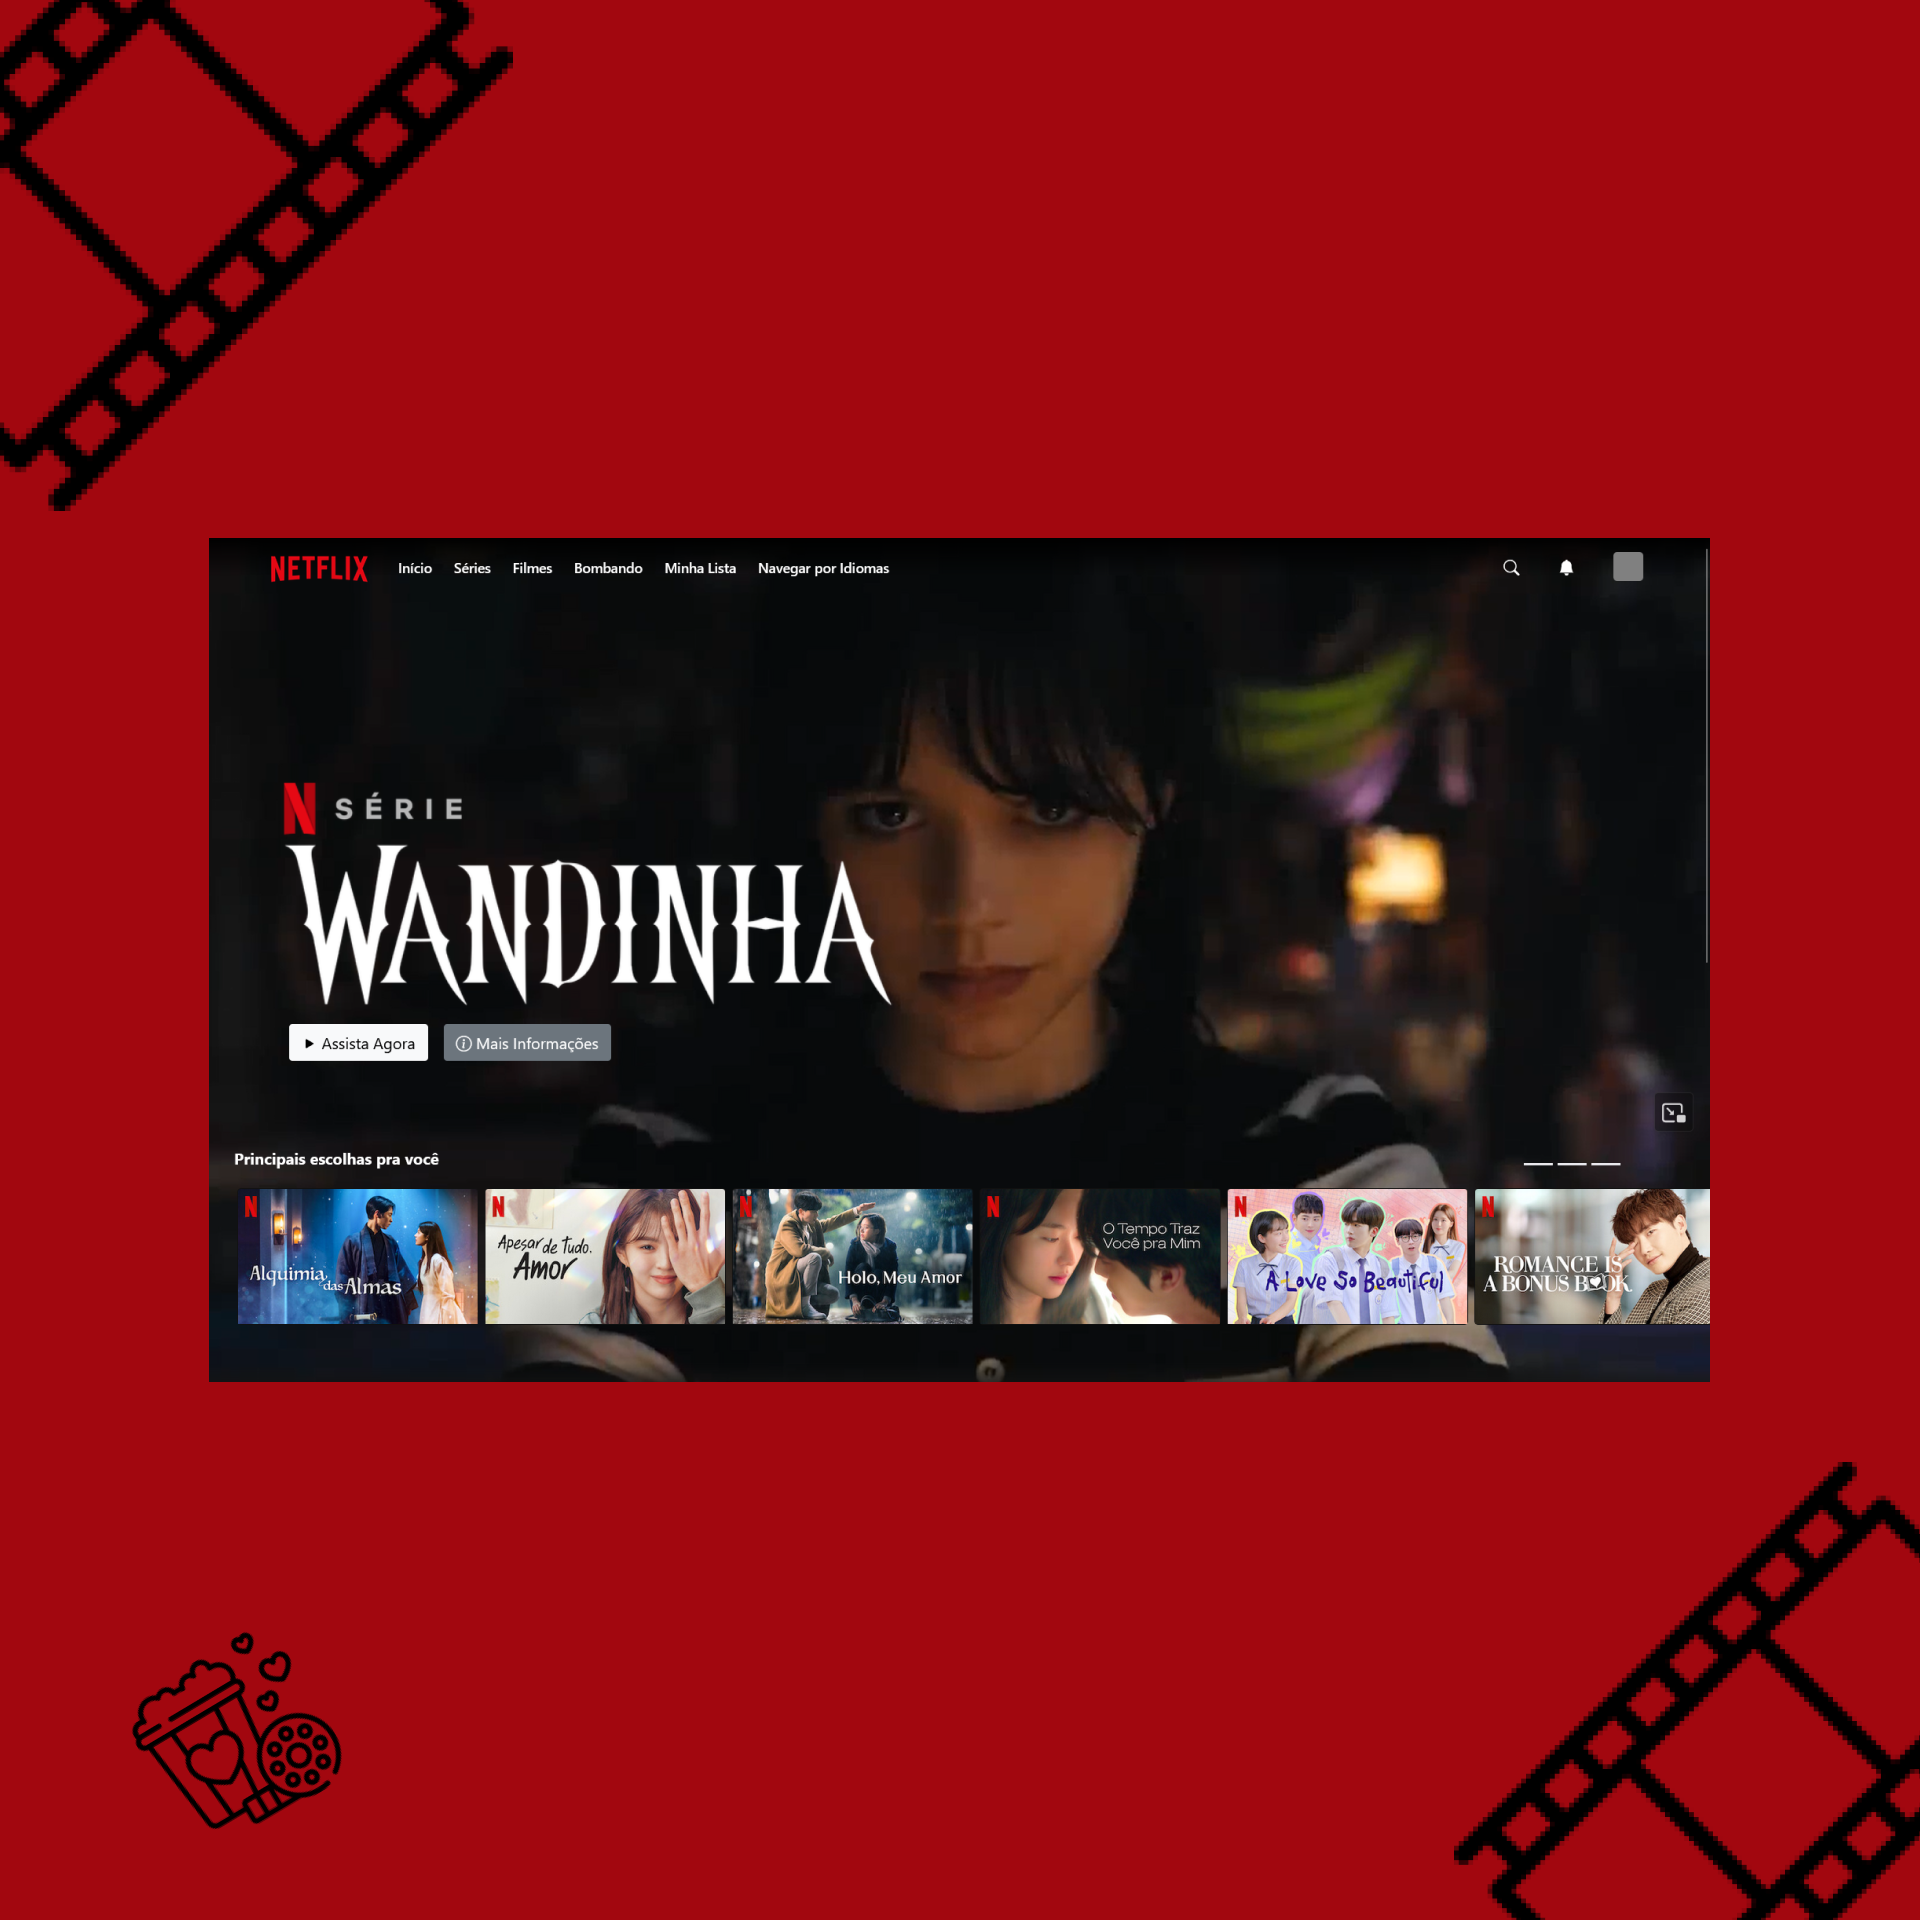 NETFLIX Início Séries Filmes Bombando Minha Lista Navegar por Idiomas
N SÉRIE
WANDINHA
Assista Agora Mais Informações
Principais escolhas pra você
N
Alquimia
das Almas
N
Apesar de Tudo,
Amor
N
Holo, Meu Amor
N
O Tempo Traz
Você pra Mim
N
A Love So Beautiful
N
ROMANCE IS
A BONUS BOOK